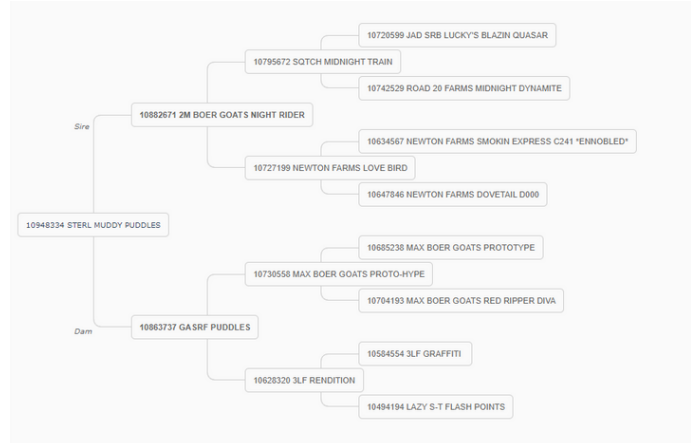 10720599 JAD SRB LUCKY'S BLAZIN QUASAR
10795672 SQTCH MIDNIGHT TRAIN
10742529 ROAD 20 FARMS MIDNIGHT DYNAMITE
10882671 2M BOER GOATS NIGHT RIDER
Sire
10634567 NEWTON FARMS SMOKIN EXPRESS C241 *ENNOBLED*
10727199 NEWTON FARMS LOVE BIRD
10647846 NEWTON FARMS DOVETAIL D000
10948334 STERL MUDDY PUDDLES
10685238 MAX BOER GOATS PROTOTYPE
10730558 MAX BOER GOATS PROTO-HYPE
10704193 MAX BOER GOATS RED RIPPER DIVA
10863737 GASRF PUDDLES
Dam
10584554 3LF GRAFFITI
10628320 3LF RENDITION
10494194 LAZY S-T FLASH POINTS